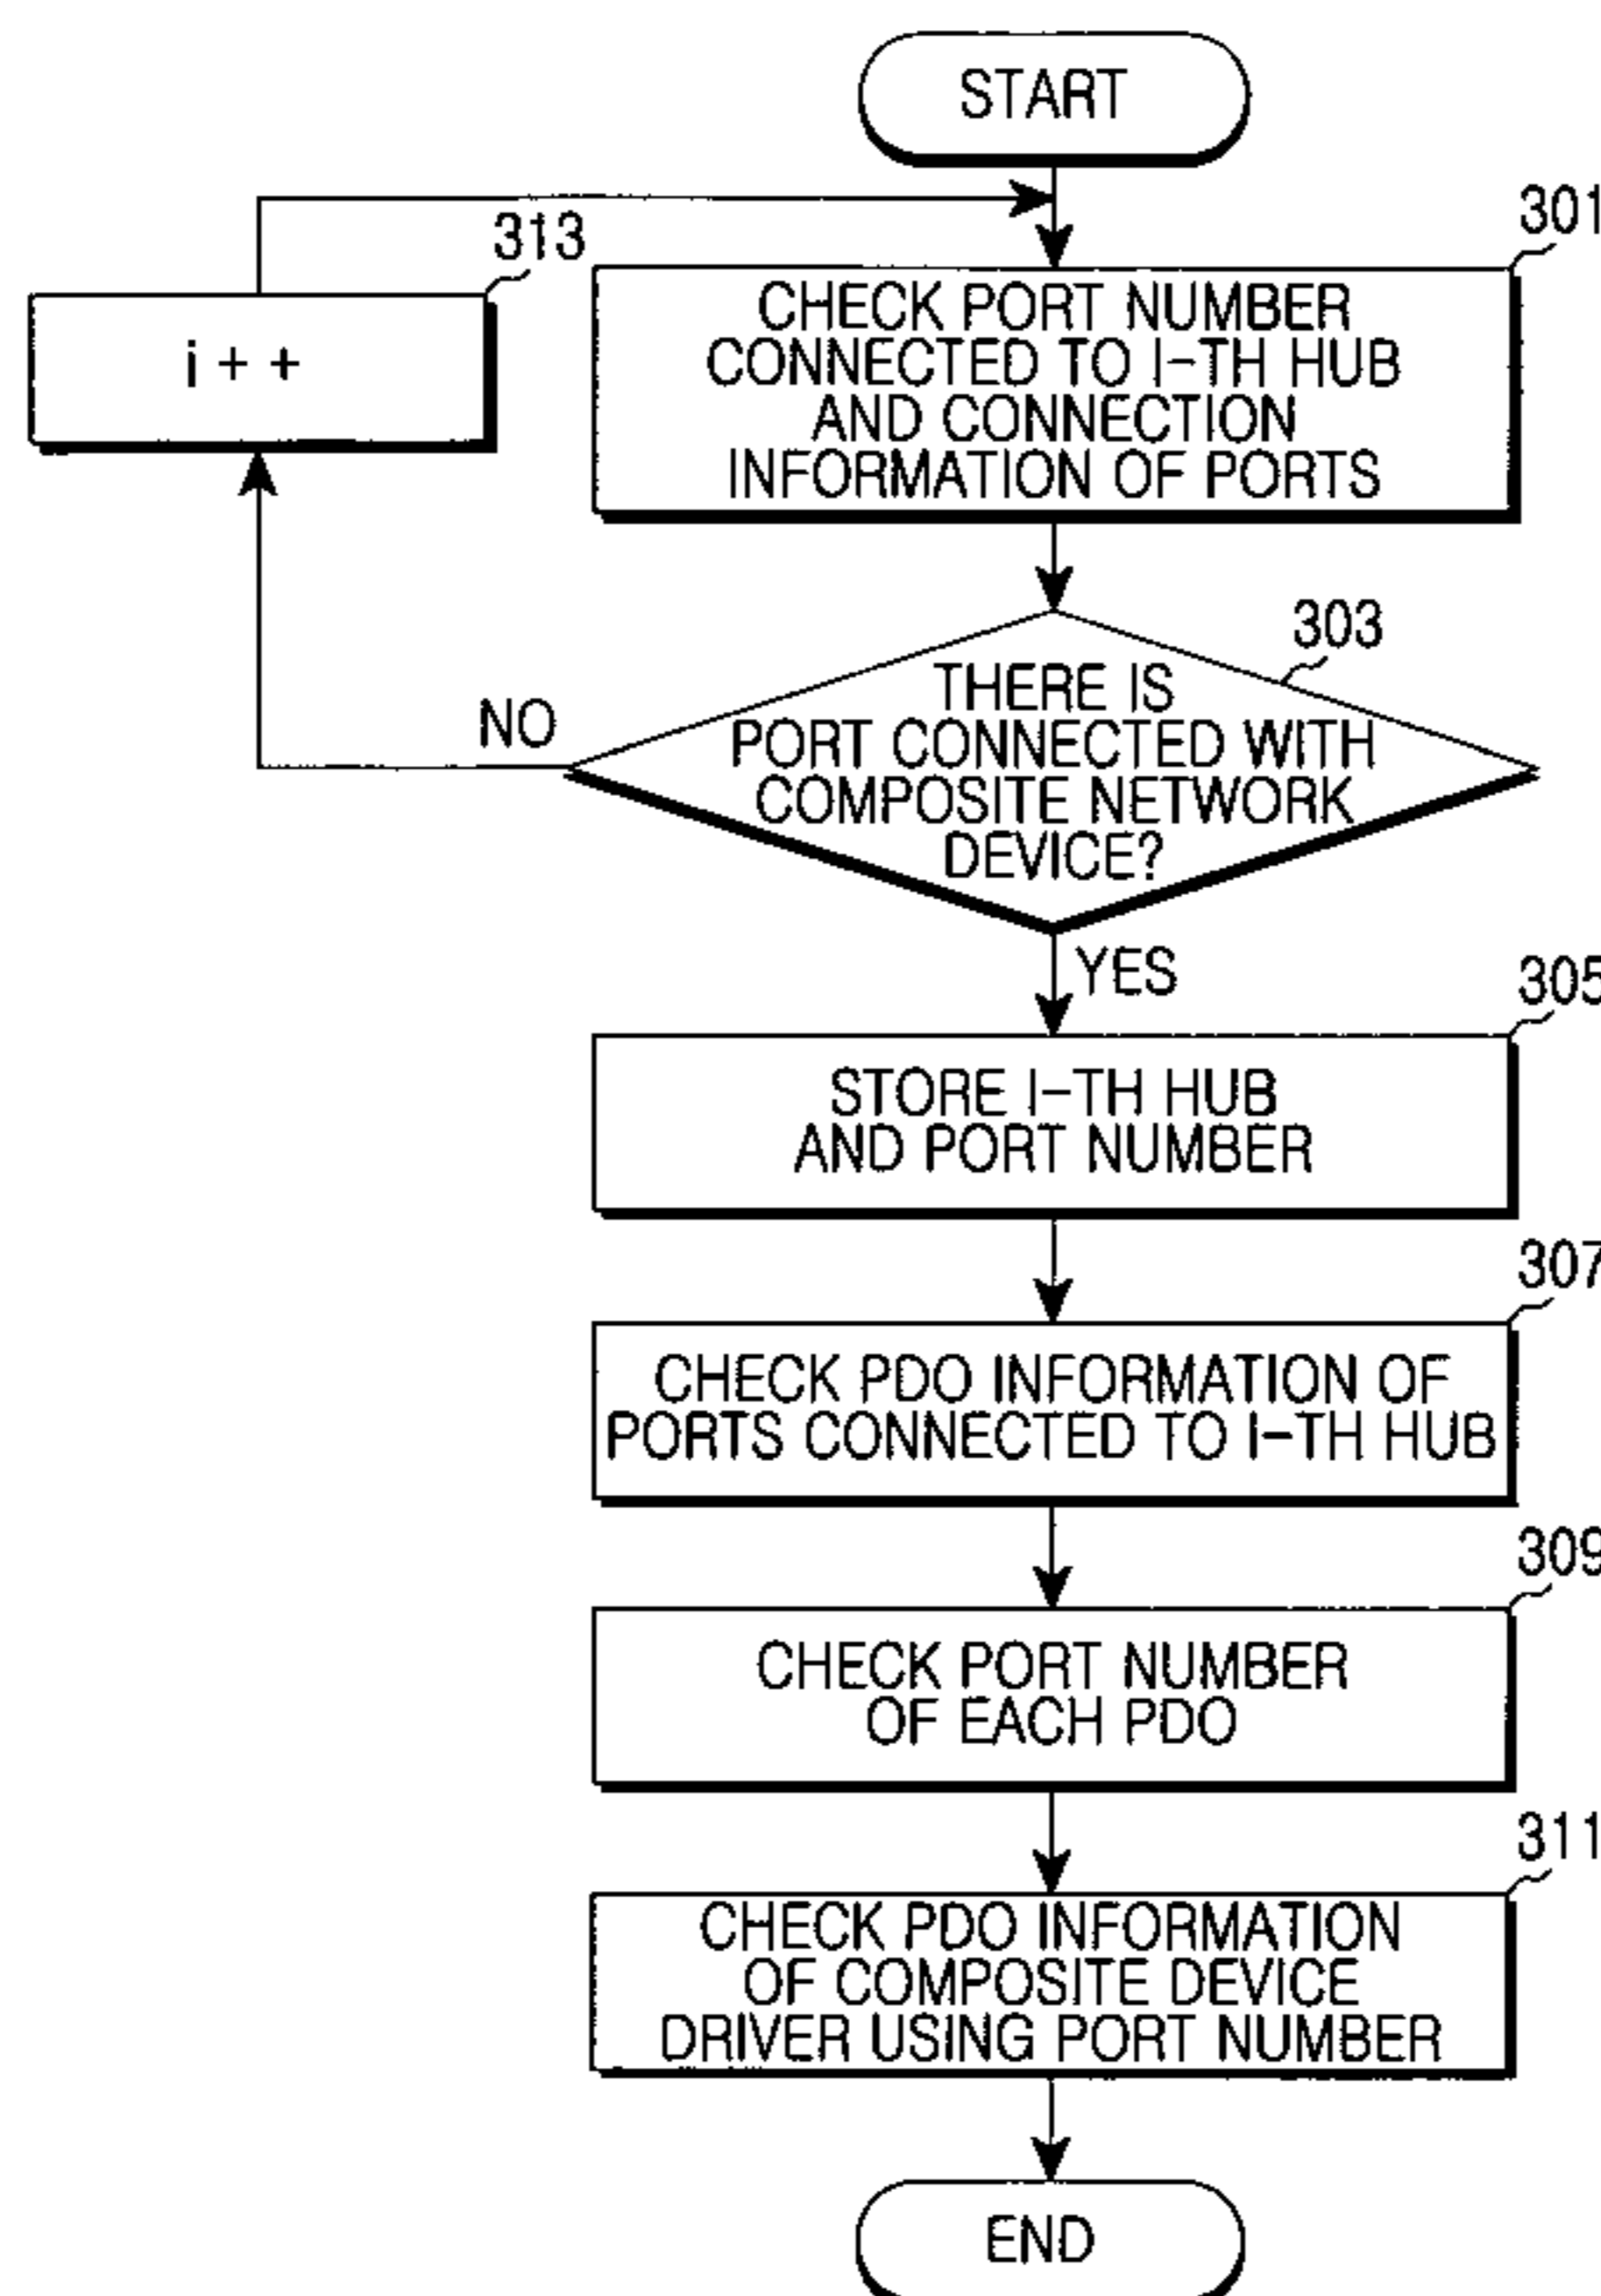 START
301
313
CHECK PORT NUMBER
CONNECTED TO I-TH HUB
AND CONNECTION
INFORMATION OF PORTS
i + +
303
THERE IS
PORT CONNECTED WITH
COMPOSITE NETWORK
DEVICE?
NO
YES
305
STORE I-TH HUB
AND PORT NUMBER
307
CHECK PDO INFORMATION OF
PORTS CONNECTED TO I-TH HUB
309
CHECK PORT NUMBER
OF EACH PDO
311
CHECK PDO INFORMATION
OF COMPOSITE DEVICE
DRIVER USING PORT NUMBER
END